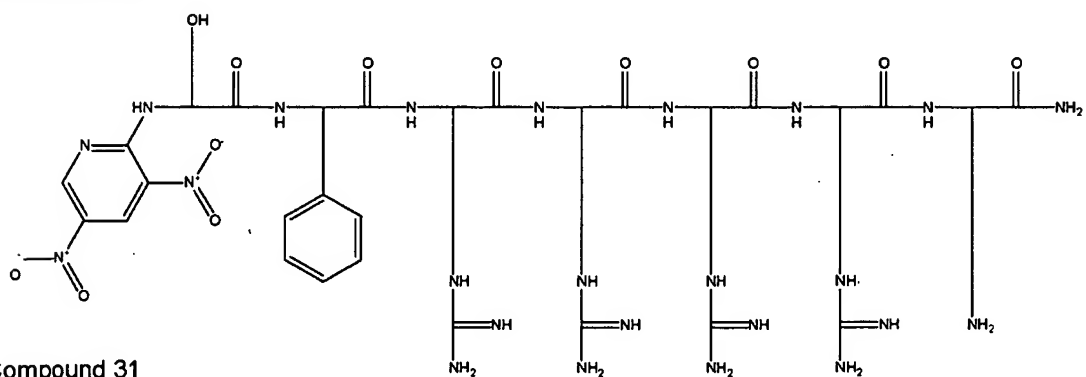 OH
O O O O O O O
HN N N N N N N NH2
H H H H H H
N O-
N+
O
N+
O-
O
NH NH NH NH
NH NH NH NH NH2
NH2 NH2 NH2 NH2
Compound 31